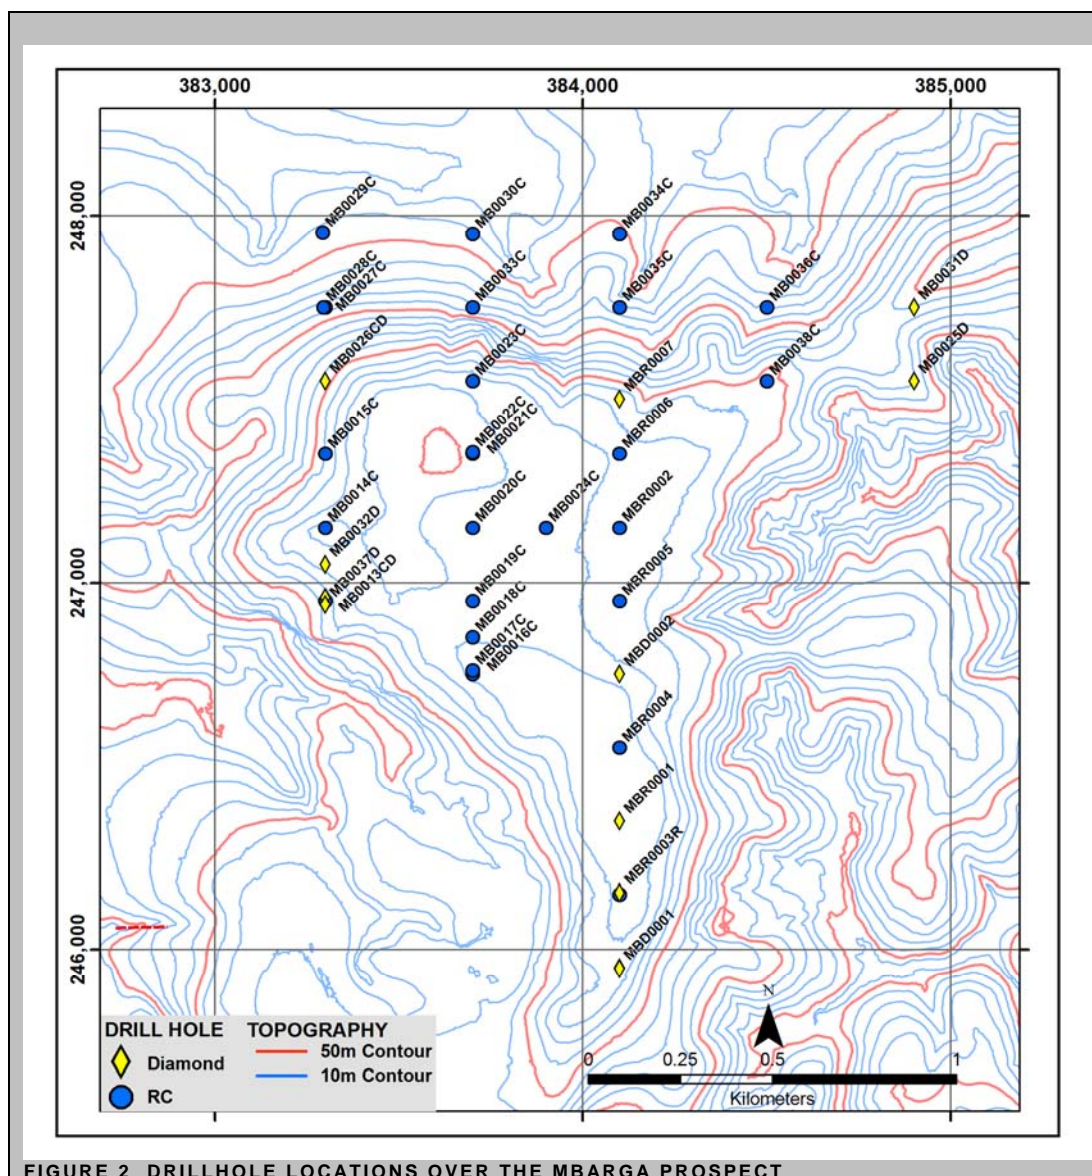 383,000 384,000 385,000
248,000
247,000
246,000
MB0029C
MB0030C
MB0034C
MB0028C
MB0027C
MB0033C
MB0035C
MB0036C
MB0031D
MB0026CD
MB0023C
MBR0007
MB0038C
MB0025D
MB0015C
MB0022C
MB0021C
MBR0006
MB0014C
MB0020C
MB0024C
MBR0002
MB0032D
MB0037D
MB0013CD
MB0019C
MBR0005
MB0018C
MB0017C
MB0016C
MBD0002
MBR0004
MBR0001
MBR0003R
MBD0001
N
DRILL HOLE TOPOGRAPHY
Diamond 50m Contour
RC 10m Contour
0 0.25 0.5 1
Kilometers
FIGURE 2 DRILLHOLE LOCATIONS OVER THE MBARGA PROSPECT